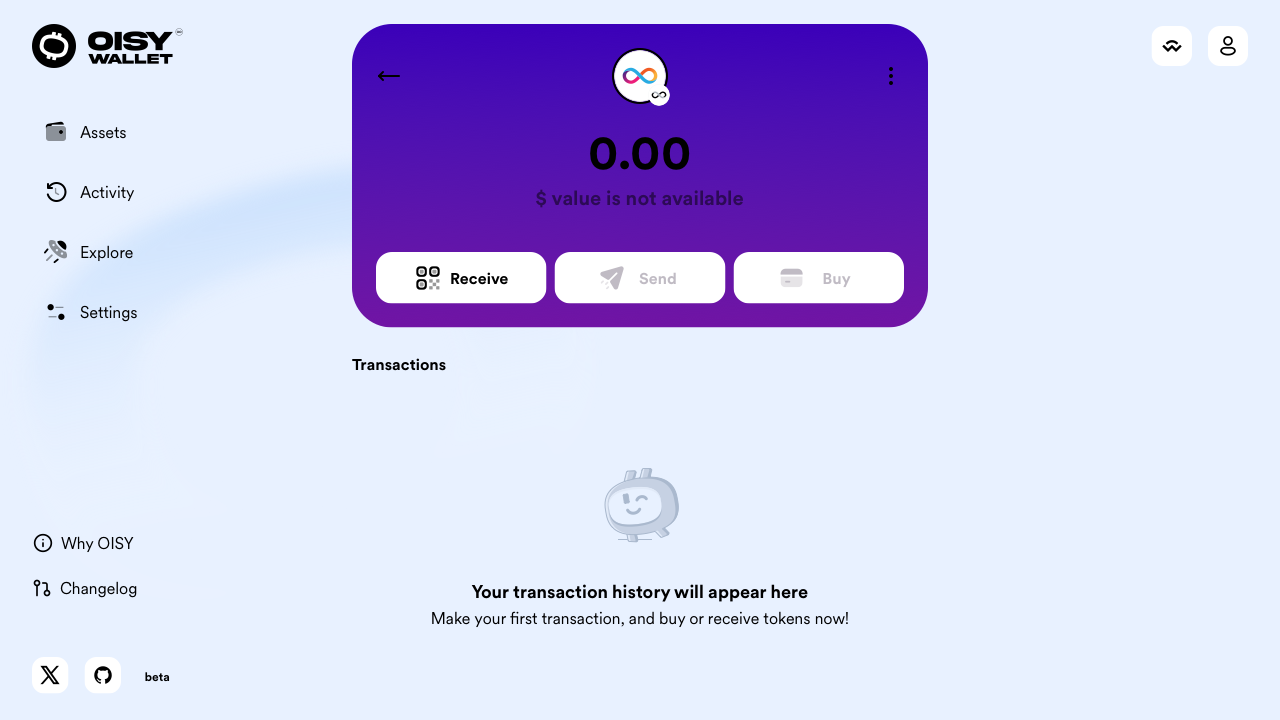 OISY
WALLET
Assets
Activity
Explore
Settings
Why OISY
Changelog
beta
0.00
$ value is not available
Receive
Send
Buy
Transactions
Your transaction history will appear here
Make your first transaction, and buy or receive tokens now!